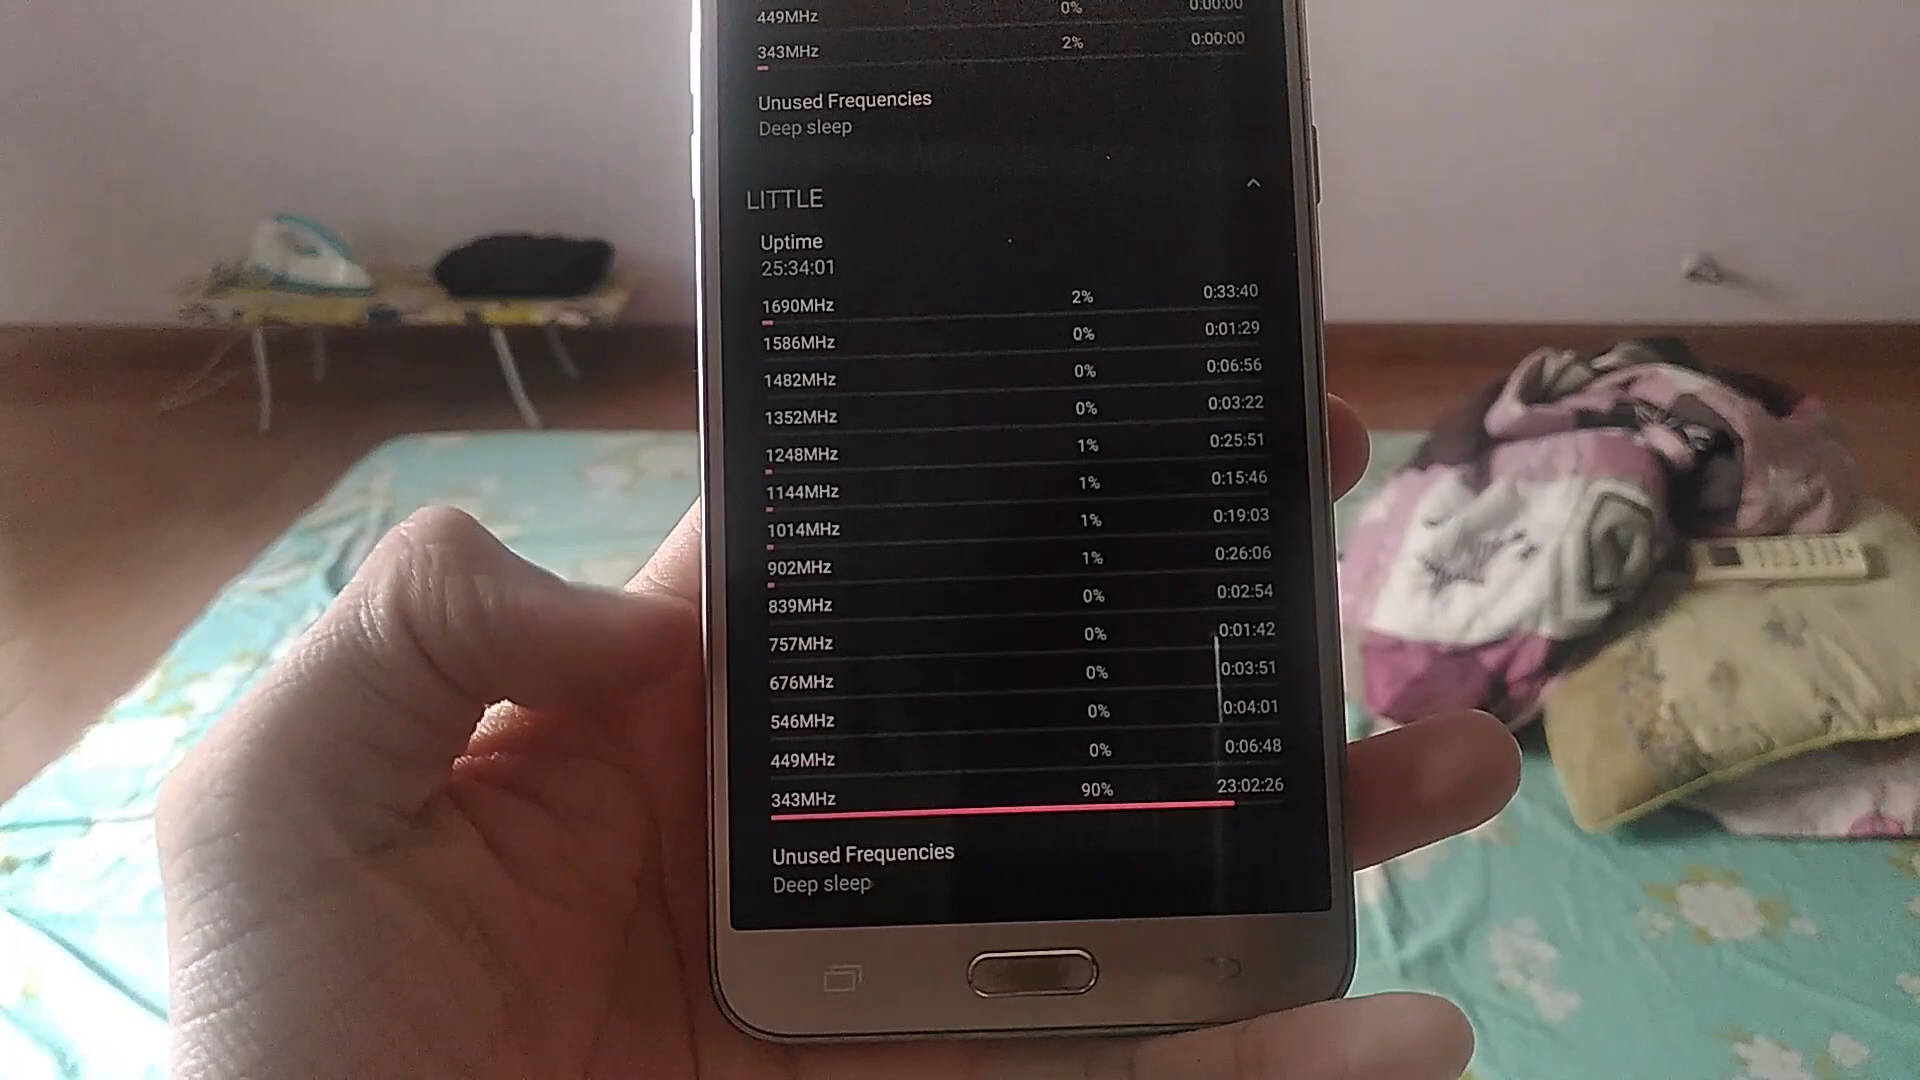 449MHz 0% 0:00:00
343MHz 2% 0:00:00
Unused Frequencies
Deep sleep
LITTLE
Uptime
25:34:01
1690MHz 2% 0:33:40
1586MHz 0% 0:01:29
1482MHz 0% 0:06:56
1352MHz 0% 0:03:22
1248MHz 1% 0:25:51
1144MHz 1% 0:15:46
1014MHz 1% 0:19:03
902MHz 1% 0:26:06
839MHz 0% 0:02:54
757MHz 0% 0:01:42
676MHz 0% 0:03:51
546MHz 0% 0:04:01
449MHz 0% 0:06:48
343MHz 90% 23:02:26
Unused Frequencies
Deep sleep